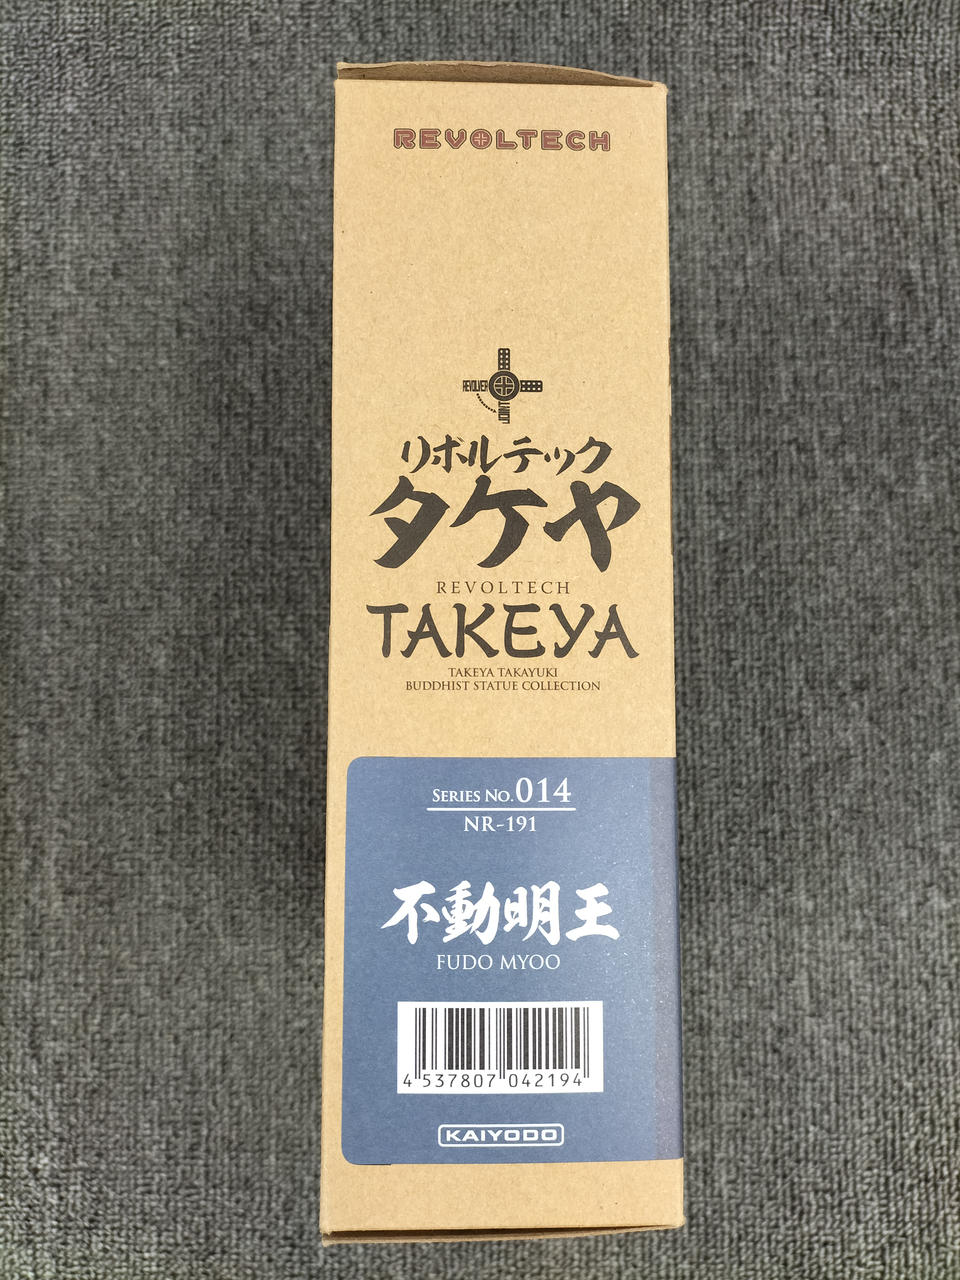 REVOLTECH
REVOLVER
JOINT
リボルテック
タケヤ
REVOLTECH
TAKEYA
TAKEYA TAKAYUKI
BUDDHIST STATUE COLLECTION
SERIES NO.014
NR-191
不動明王
FUDO MYOO
4 537807 042194
KAIYODO